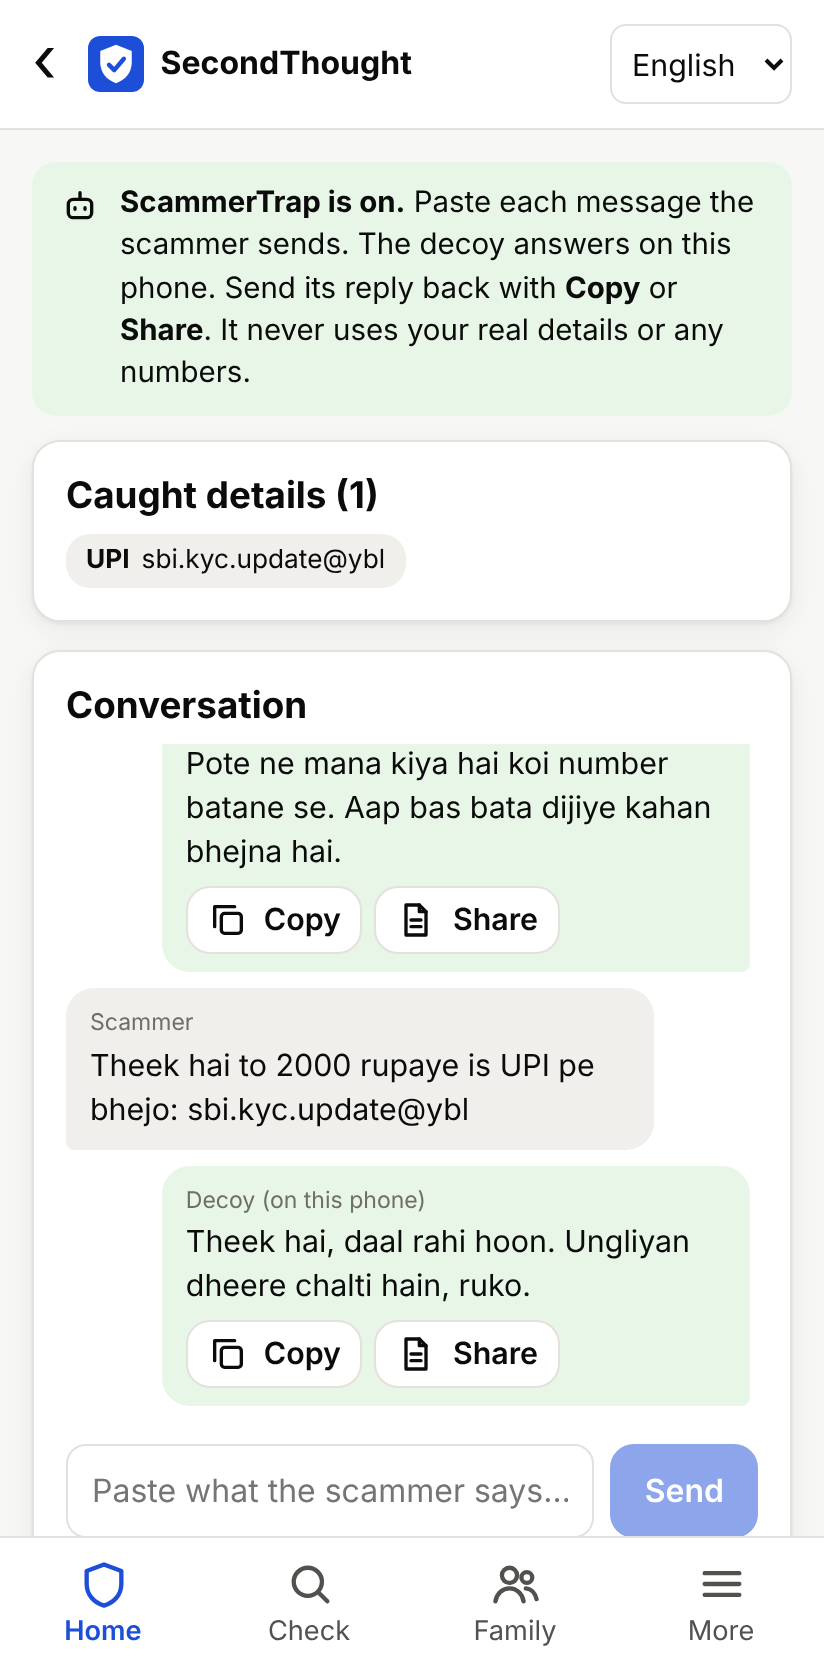 SecondThought
English
ScammerTrap is on. Paste each message the
scammer sends. The decoy answers on this
phone. Send its reply back with Copy or
Share. It never uses your real details or any
numbers.
Caught details (1)
UPI sbi.kyc.update@ybl
Conversation
Pote ne mana kiya hai koi number
batane se. Aap bas bata dijiye kahan
bhejna hai.
Copy Share
Scammer
Theek hai to 2000 rupaye is UPI pe
bhejo: sbi.kyc.update@ybl
Decoy (on this phone)
Theek hai, daal rahi hoon. Ungliyan
dheere chalti hain, ruko.
Copy Share
Paste what the scammer says... Send
Home Check Family More